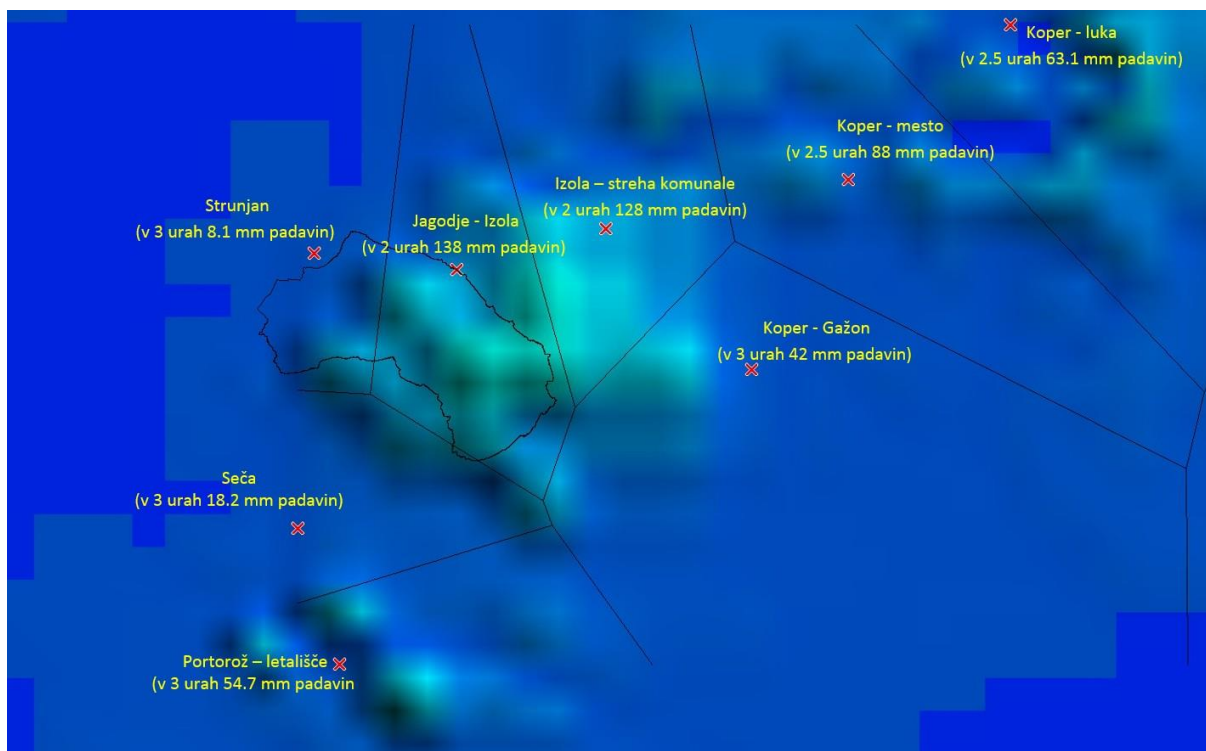 Koper - luka
(v 2.5 urah 63.1 mm padavin)
Koper - mesto
(v 2.5 urah 88 mm padavin)
Izola – streha komunale
(v 2 urah 128 mm padavin)
Strunjan
(v 3 urah 8.1 mm padavin)
Jagodje - Izola
(v 2 urah 138 mm padavin)
Koper - Gažon
(v 3 urah 42 mm padavin)
Seča
(v 3 urah 18.2 mm padavin)
Portorož – letališče
(v 3 urah 54.7 mm padavin